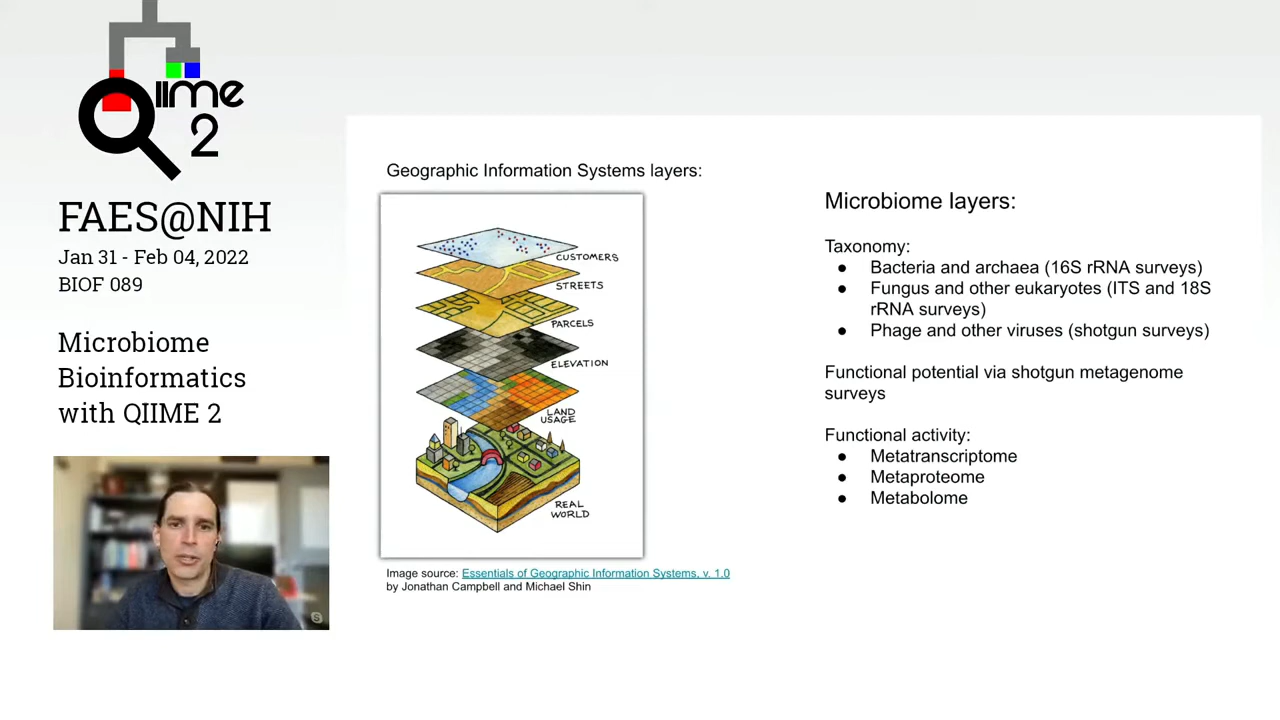 QIIME
2
FAES@NIH
Jan 31 - Feb 04, 2022
BIOF 089
Microbiome
Bioinformatics
with QIIME 2
Geographic Information Systems layers:
CUSTOMERS
STREETS
PARCELS
ELEVATION
LAND
USAGE
REAL
WORLD
Image source: Essentials of Geographic Information Systems, v. 1.0
by Jonathan Campbell and Michael Shin
Microbiome layers:
Taxonomy:
● Bacteria and archaea (16S rRNA surveys)
● Fungus and other eukaryotes (ITS and 18S
rRNA surveys)
● Phage and other viruses (shotgun surveys)
Functional potential via shotgun metagenome
surveys
Functional activity:
● Metatranscriptome
● Metaproteome
● Metabolome